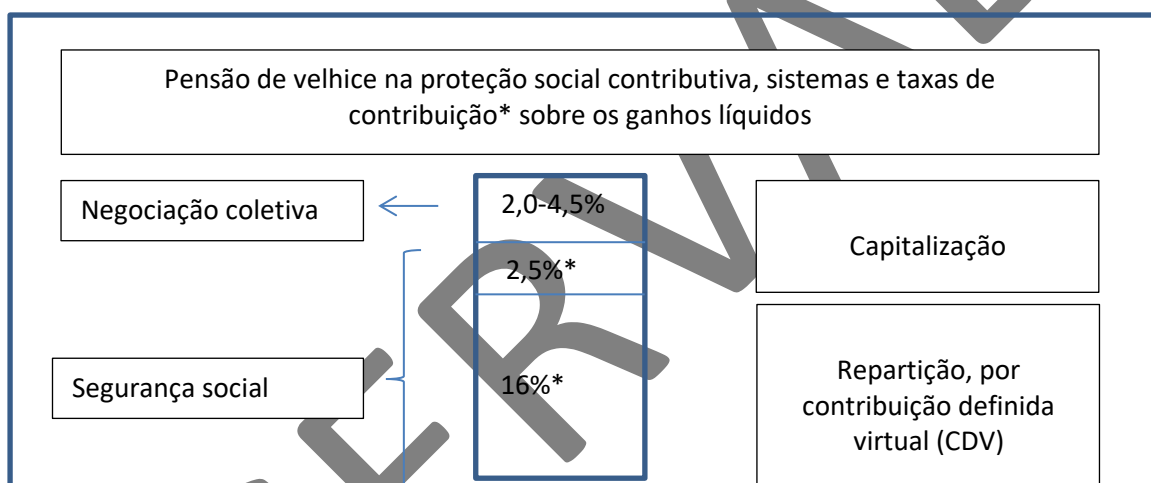 Pensão de velhice na proteção social contributiva, sistemas e taxas de
contribuição* sobre os ganhos líquidos
Negociação coletiva
2,0-4,5%
Capitalização
2,5%*
Segurança social
16%*
Repartição, por
contribuição definida
virtual (CDV)